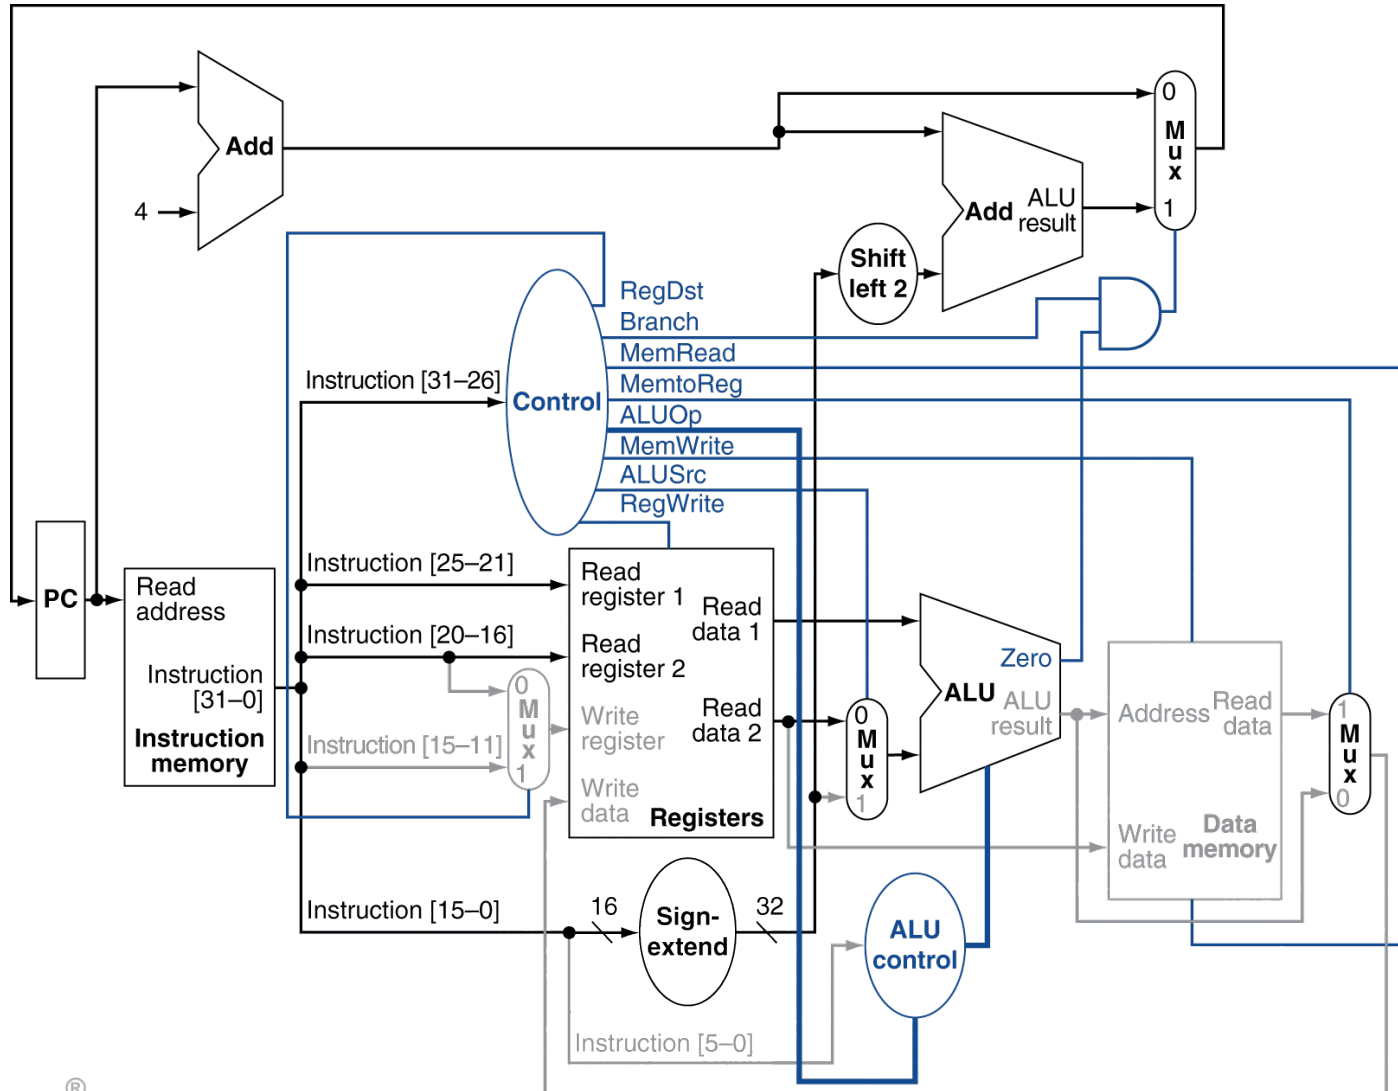 0
M
u
x
1
Add
4
Add
ALU
result
Shift
left 2
RegDst
Branch
MemRead
MemtoReg
ALUOp
MemWrite
ALUSrc
RegWrite
Instruction [31–26]
Control
Instruction [25–21]
Instruction [20–16]
Instruction [15–11]
Instruction [15–0]
Instruction [5–0]
PC
Read
address
Instruction
[31–0]
Instruction
memory
0
M
u
x
1
Read
register 1
Read
register 2
Write
register
Write
data
Read
data 1
Read
data 2
Registers
0
M
u
x
1
Zero
ALU
ALU
result
Address
Read
data
Write
data
Data
memory
1
M
u
x
0
16
Sign-
extend
32
ALU
control
®